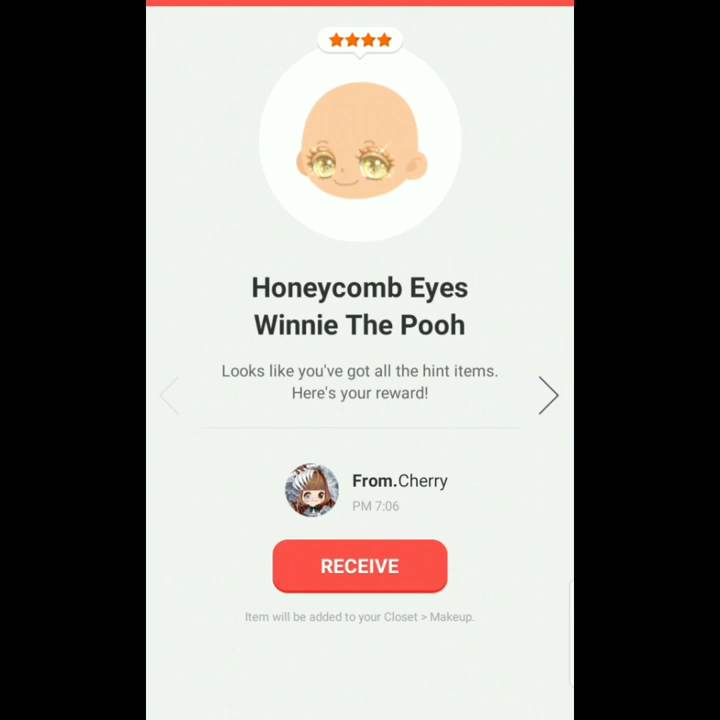 Honeycomb Eyes
Winnie The Pooh
Looks like you've got all the hint items.
Here's your reward!
From.Cherry
PM 7:06
RECEIVE
Item will be added to your Closet > Makeup.